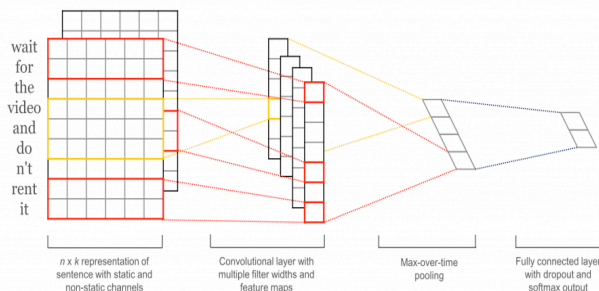 wait
for
the
video
and
do
n't
rent
it
n x k representation of
sentence with static and
non-static channels
Convolutional layer with
multiple filter widths and
feature maps
Max-over-time
pooling
Fully connected layer
with dropout and
softmax output